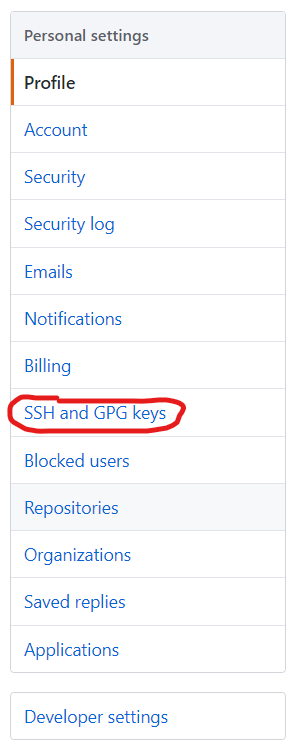 Personal settings
Profile
Account
Security
Security log
Emails
Notifications
Billing
SSH and GPG keys
Blocked users
Repositories
Organizations
Saved replies
Applications
Developer settings